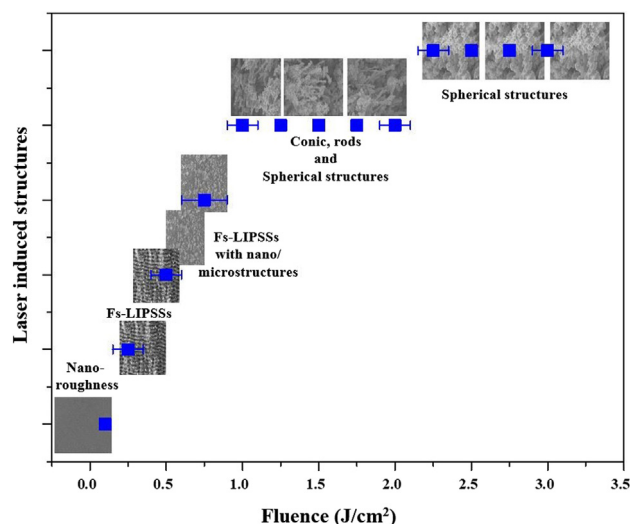 Spherical structures
Conic, rods
and
Spherical structures
Fs-LIPSSs
with nano/
microstructures
Fs-LIPSSs
Nano-
roughness
Laser induced structures
0.0 0.5 1.0 1.5 2.0 2.5 3.0 3.5
Fluence (J/cm²)